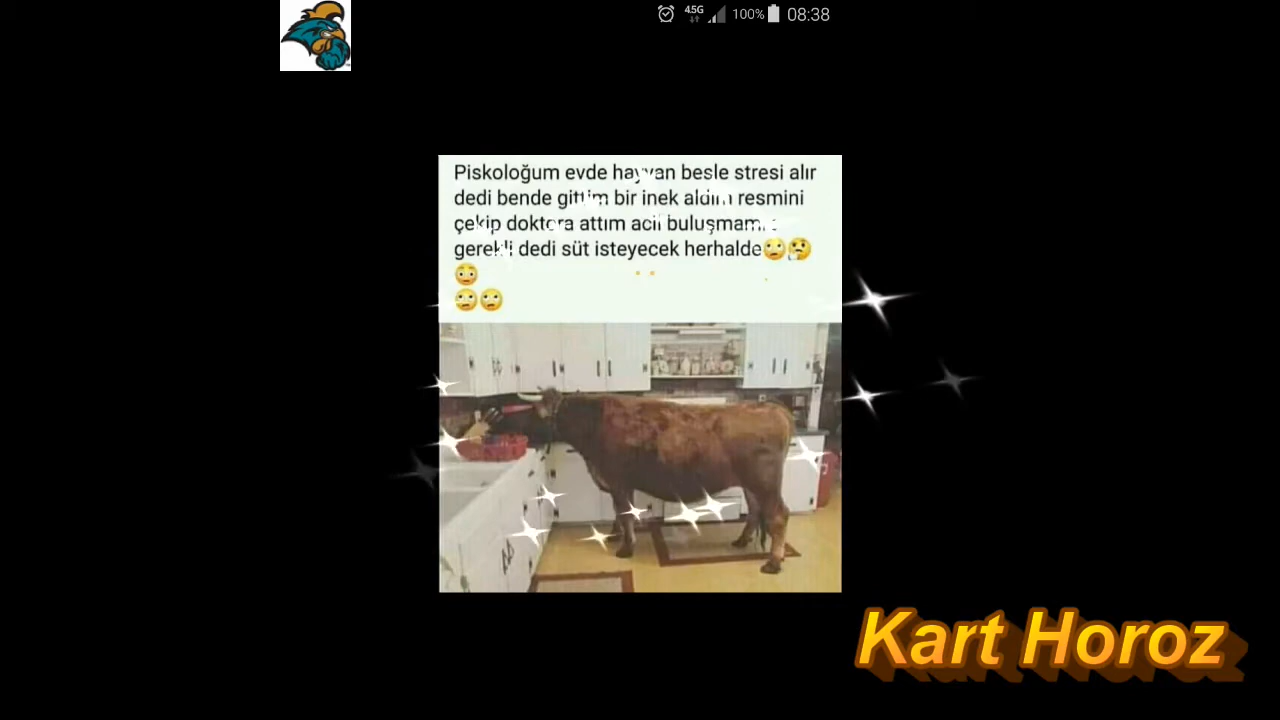 4.5G 100% 08:38
Piskoloğum evde hayvan besle stresi alır
dedi bende gittim bir inek aldım resmini
çekip doktora attım acil buluşmamız
gerekli dedi süt isteyecek herhalde🙄🤔
😳
🙄🙄
Kart Horoz